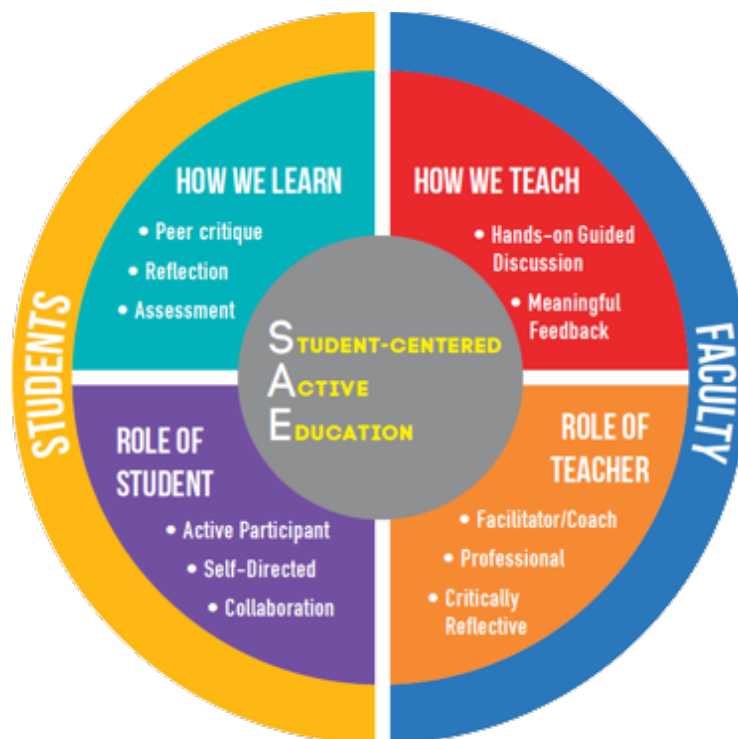 STUDENTS
HOW WE LEARN
• Peer critique
• Reflection
• Assessment
HOW WE TEACH
• Hands-on Guided
Discussion
• Meaningful
Feedback
FACULTY
STUDENT-CENTERED
ACTIVE
EDUCATION
ROLE OF
STUDENT
• Active Participant
• Self-Directed
• Collaboration
ROLE OF
TEACHER
• Facilitator/Coach
• Professional
• Critically
Reflective